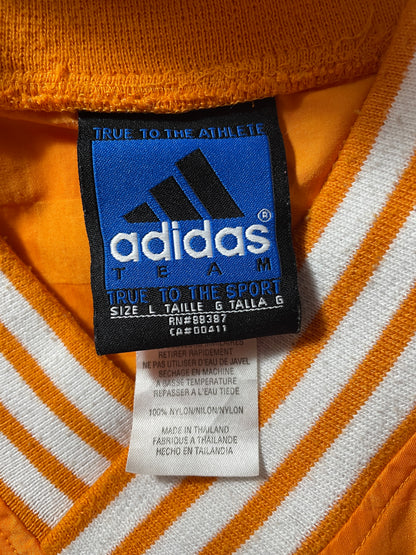 TRUE TO THE ATHLETE
®
adidas
TEAM
TRUE TO THE SPORT
SIZE L TAILLE G TALLA G
RN#88387
CA#00411
RETIRER RAPIDEMENT
NE PAS UTILISER D'EAU DE JAVEL
SECHAGE EN MACHINE
A BASSE TEMPERATURE
REPASSER A L'EAU TIEDE
100% NYLON/NILON/NYLON
MADE IN THAILAND
FABRIQUE A THAILANDE
HECHO EN TAILANDIA